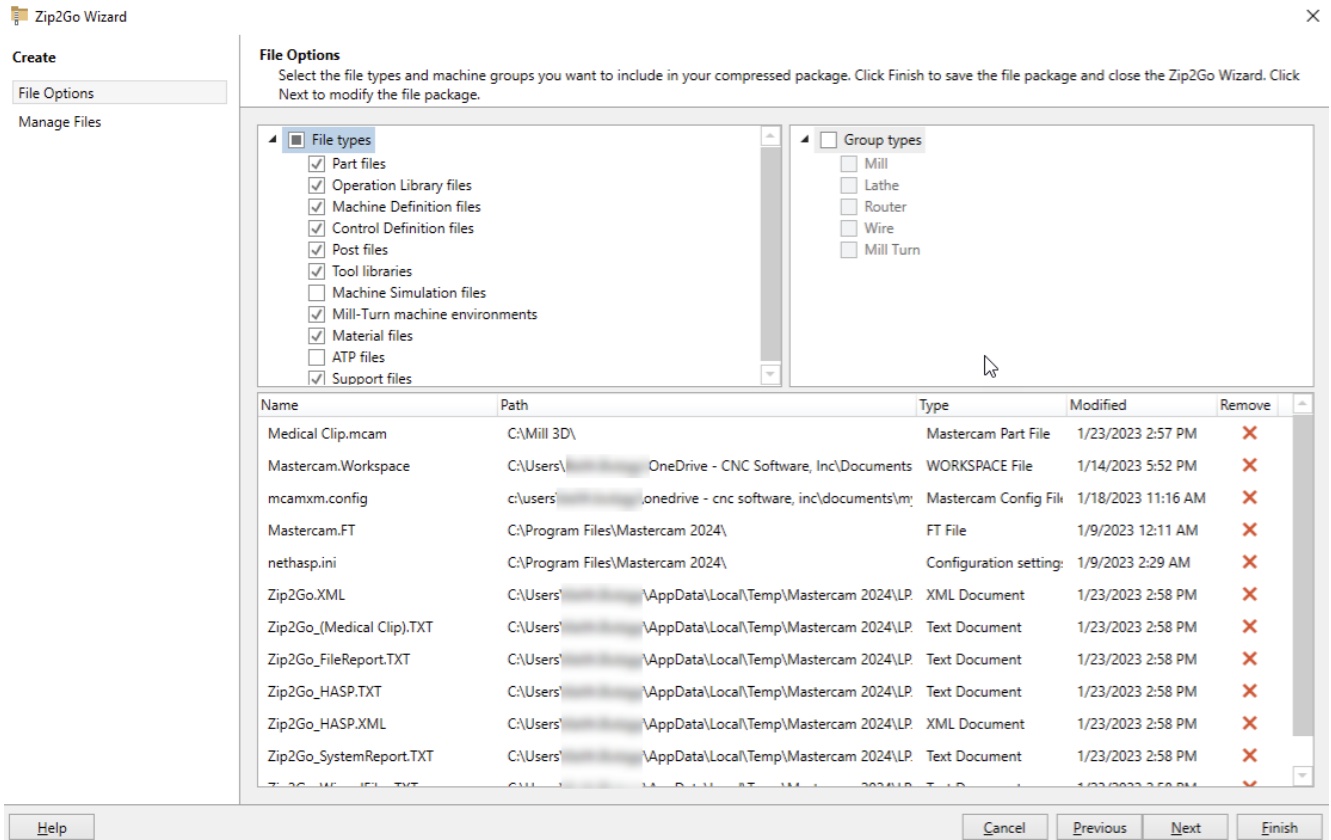 Zip2Go Wizard
Create
File Options
Manage Files
File Options
Select the file types and machine groups you want to include in your compressed package. Click Finish to save the file package and close the Zip2Go Wizard. Click
Next to modify the file package.
File types
Part files
Operation Library files
Machine Definition files
Control Definition files
Post files
Tool libraries
Machine Simulation files
Mill-Turn machine environments
Material files
ATP files
Support files
Group types
Mill
Lathe
Router
Wire
Mill Turn
Name Path Type Modified Remove
Medical Clip.mcam C:\Mill 3D\ Mastercam Part File 1/23/2023 2:57 PM
Mastercam.Workspace C:\Users\ OneDrive - CNC Software, Inc\Documents WORKSPACE File 1/14/2023 5:52 PM
mcamxm.config c:\users\ onedrive - cnc software, inc\documents\my Mastercam Config File 1/18/2023 11:16 AM
Mastercam.FT C:\Program Files\Mastercam 2024\ FT File 1/9/2023 12:11 AM
nethasp.ini C:\Program Files\Mastercam 2024\ Configuration settings 1/9/2023 2:29 AM
Zip2Go.XML C:\Users\ \AppData\Local\Temp\Mastercam 2024\LP. XML Document 1/23/2023 2:58 PM
Zip2Go_(Medical Clip).TXT C:\Users\ \AppData\Local\Temp\Mastercam 2024\LP. Text Document 1/23/2023 2:58 PM
Zip2Go_FileReport.TXT C:\Users\ \AppData\Local\Temp\Mastercam 2024\LP. Text Document 1/23/2023 2:58 PM
Zip2Go_HASP.TXT C:\Users\ \AppData\Local\Temp\Mastercam 2024\LP. Text Document 1/23/2023 2:58 PM
Zip2Go_HASP.XML C:\Users\ \AppData\Local\Temp\Mastercam 2024\LP. XML Document 1/23/2023 2:58 PM
Zip2Go_SystemReport.TXT C:\Users\ \AppData\Local\Temp\Mastercam 2024\LP. Text Document 1/23/2023 2:58 PM
Help Cancel Previous Next Finish